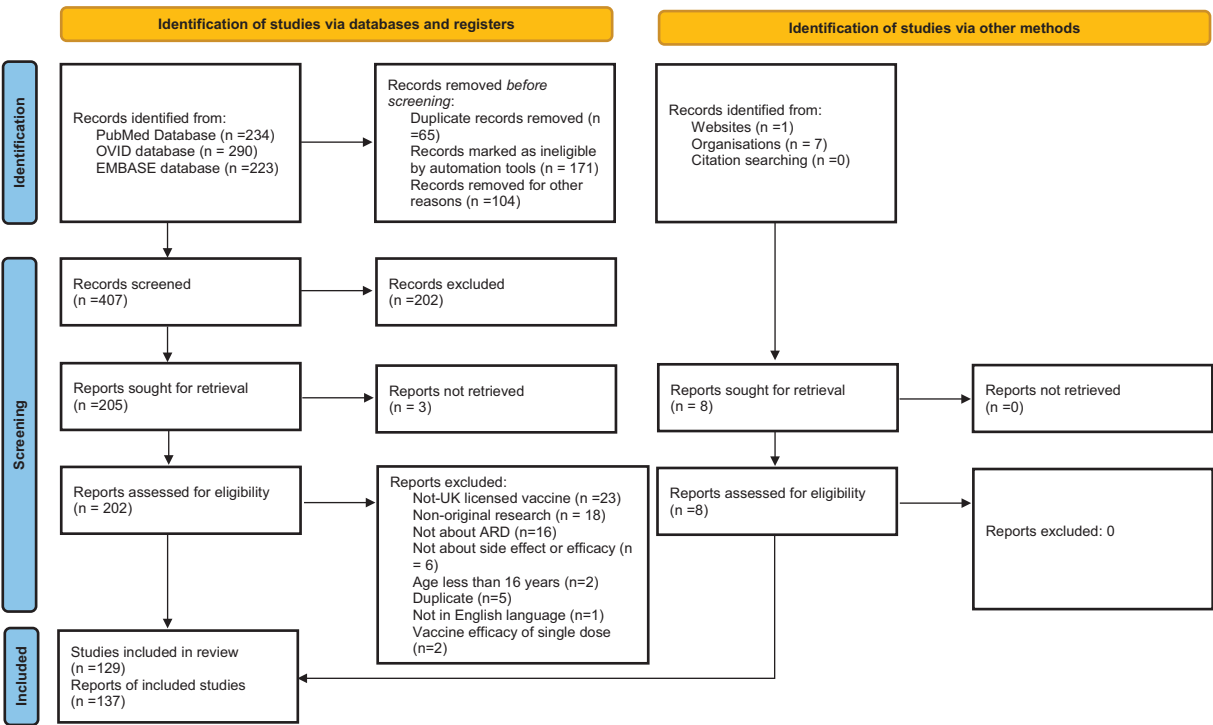 Identification of studies via databases and registers
Identification of studies via other methods
Identification
Records identified from:
PubMed Database (n =234)
OVID database (n = 290)
EMBASE database (n =223)
Records removed before
screening:
Duplicate records removed (n
=65)
Records marked as ineligible
by automation tools (n = 171)
Records removed for other
reasons (n =104)
Records identified from:
Websites (n =1)
Organisations (n = 7)
Citation searching (n =0)
Screening
Records screened
(n =407)
Records excluded
(n =202)
Reports sought for retrieval
(n =205)
Reports not retrieved
(n = 3)
Reports sought for retrieval
(n = 8)
Reports not retrieved
(n =0)
Reports assessed for eligibility
(n = 202)
Reports excluded:
Not-UK licensed vaccine (n =23)
Non-original research (n = 18)
Not about ARD (n=16)
Not about side effect or efficacy (n
= 6)
Age less than 16 years (n=2)
Duplicate (n=5)
Not in English language (n=1)
Vaccine efficacy of single dose
(n=2)
Reports assessed for eligibility
(n =8)
Reports excluded: 0
Included
Studies included in review
(n =129)
Reports of included studies
(n =137)